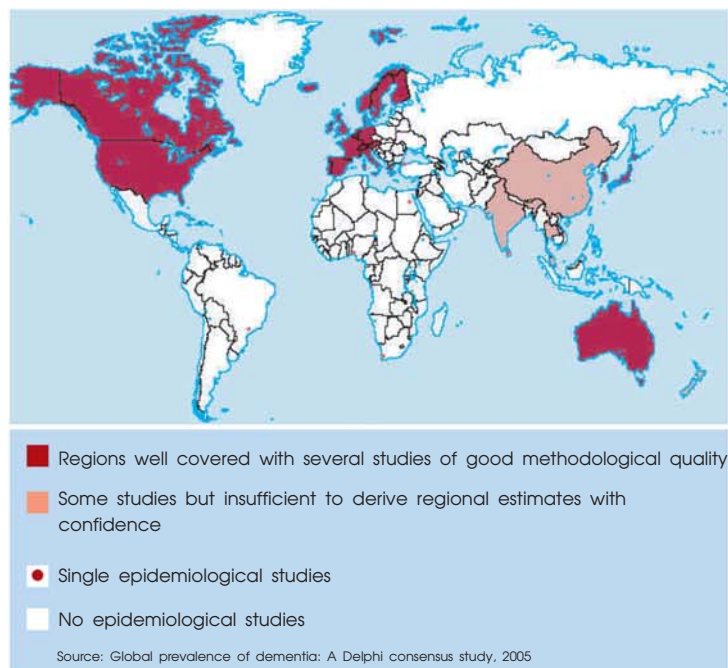 Regions well covered with several studies of good methodological quality
Some studies but insufficient to derive regional estimates with
confidence
Single epidemiological studies
No epidemiological studies
Source: Global prevalence of dementia: A Delphi consensus study, 2005